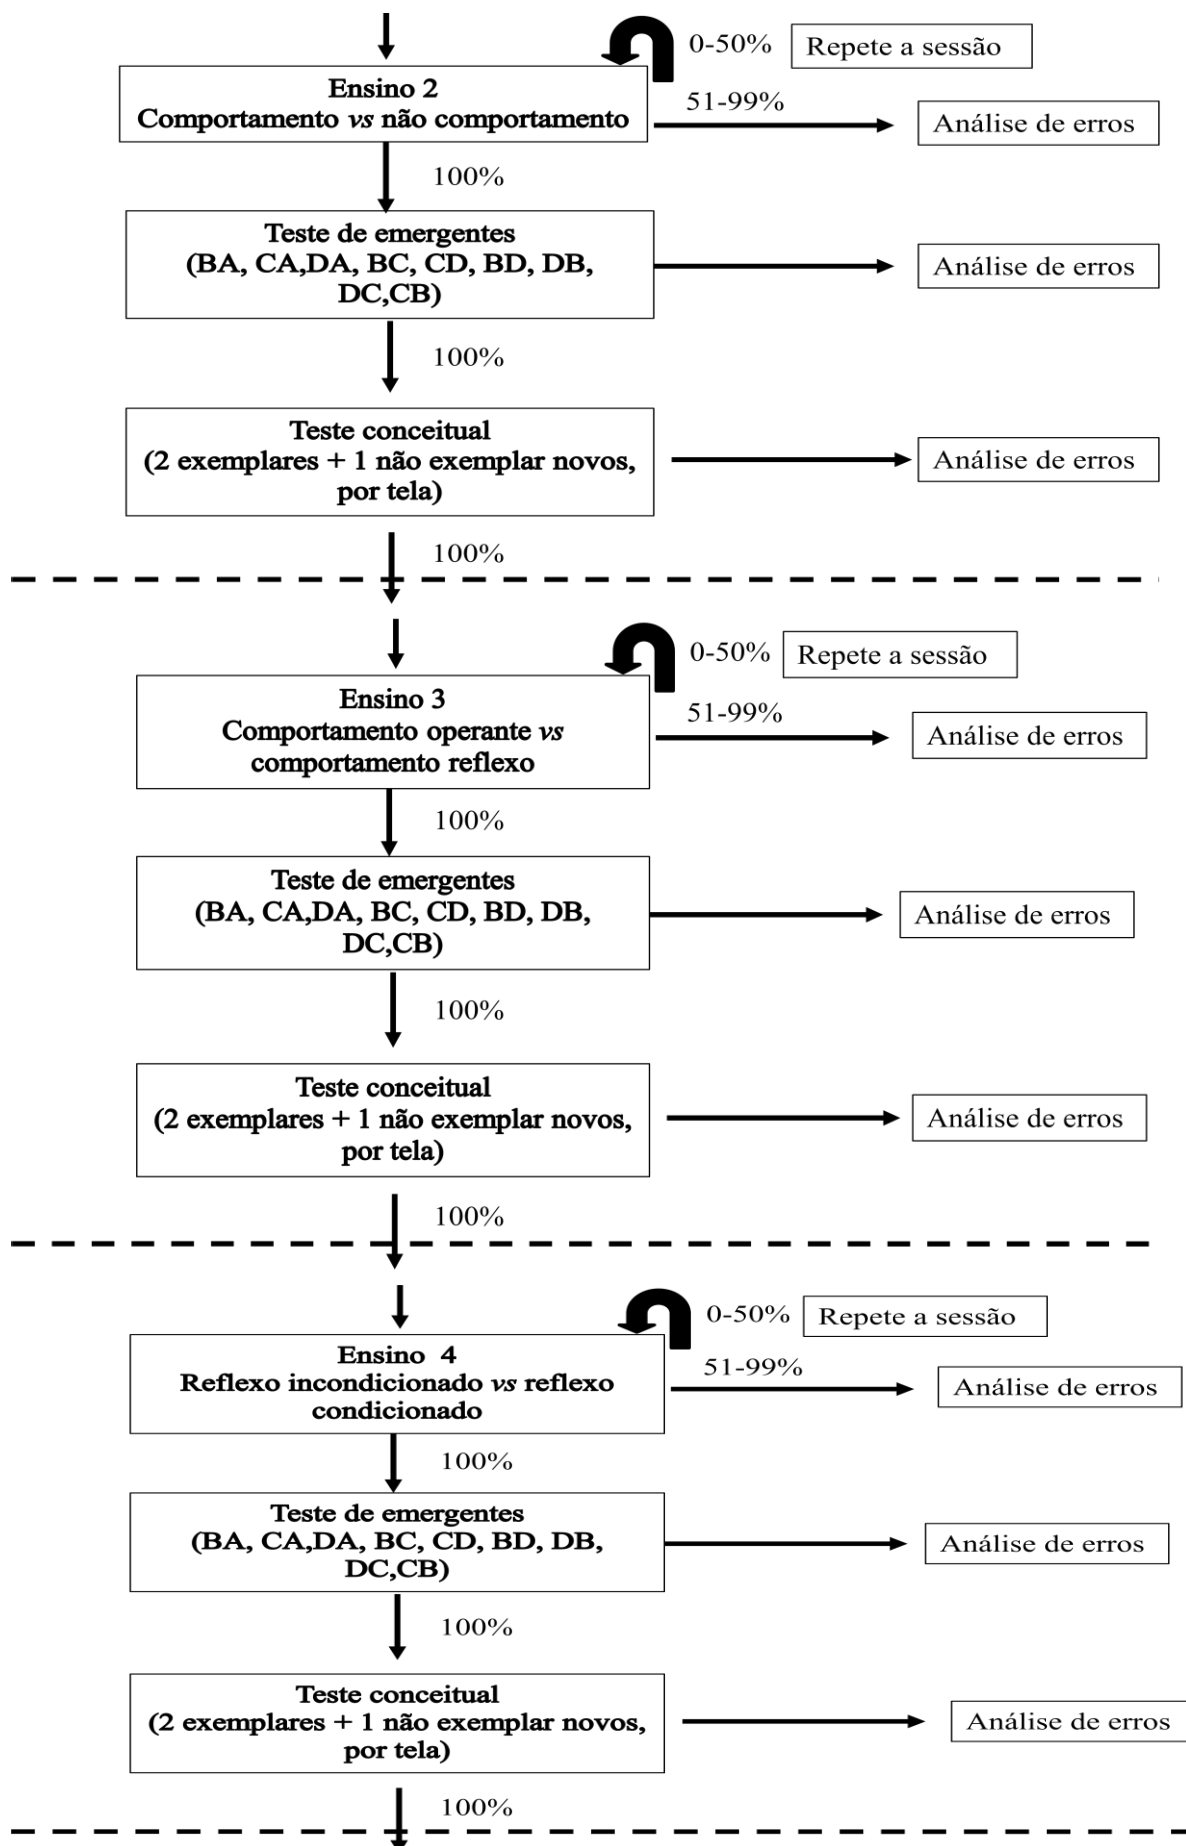 0-50% Repete a sessão
Ensino 2
Comportamento vs não comportamento
51-99%
Análise de erros
100%
Teste de emergentes
(BA, CA,DA, BC, CD, BD, DB,
DC,CB)
Análise de erros
100%
Teste conceitual
(2 exemplares + 1 não exemplar novos,
por tela)
Análise de erros
100%
0-50% Repete a sessão
Ensino 3
Comportamento operante vs
comportamento reflexo
51-99%
Análise de erros
100%
Teste de emergentes
(BA, CA,DA, BC, CD, BD, DB,
DC,CB)
Análise de erros
100%
Teste conceitual
(2 exemplares + 1 não exemplar novos,
por tela)
Análise de erros
100%
0-50% Repete a sessão
Ensino 4
Reflexo incondicionado vs reflexo
condicionado
51-99%
Análise de erros
100%
Teste de emergentes
(BA, CA,DA, BC, CD, BD, DB,
DC,CB)
Análise de erros
100%
Teste conceitual
(2 exemplares + 1 não exemplar novos,
por tela)
Análise de erros
100%